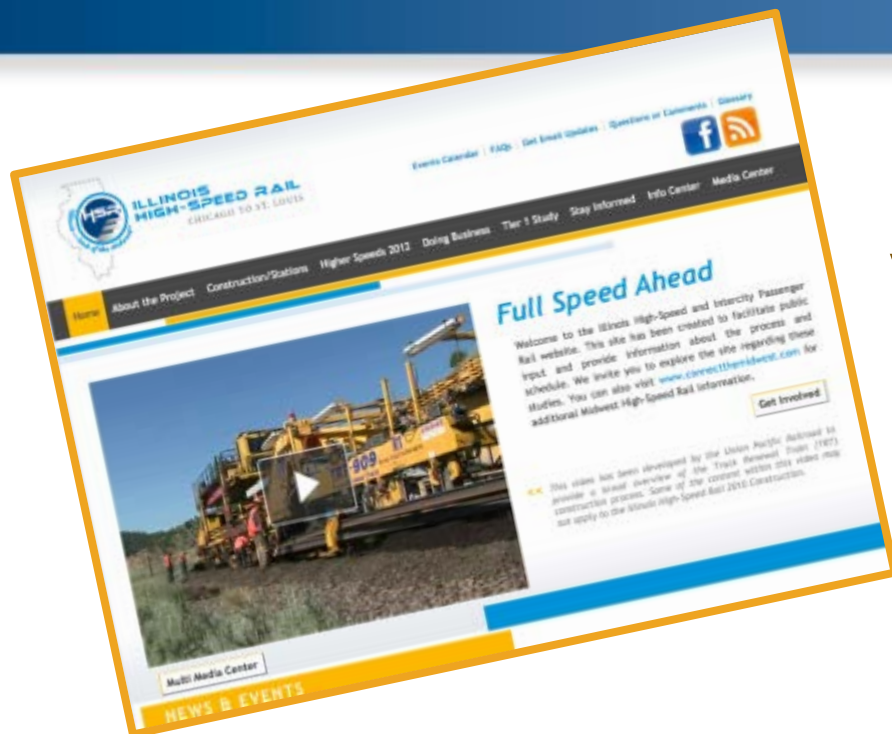 Events Calendar | FAQs | Get Email Updates | Questions or Comments | Glossary
ILLINOIS
HIGH-SPEED RAIL
CHICAGO TO ST. LOUIS
HSR
f
Home About the Project Construction/Stations Higher Speeds 2012 Doing Business Tier 1 Study Stay Informed Info Center Media Center
Full Speed Ahead
Welcome to the Illinois High-Speed and Intercity Passenger
Rail website. This site has been created to facilitate public
input and provide information about the process and
schedule. We invite you to explore the site regarding these
studies. You can also visit www.connectthemidwest.com for
additional Midwest High-Speed Rail information.
Get Involved
<< This video has been developed by the Union Pacific Railroad to
provide a broad overview of the Track Renewal Train (TRT)
construction process. Some of the content within this video may
not apply to the Illinois High-Speed Rail 2010 Construction.
909
Multi Media Center
NEWS & EVENTS